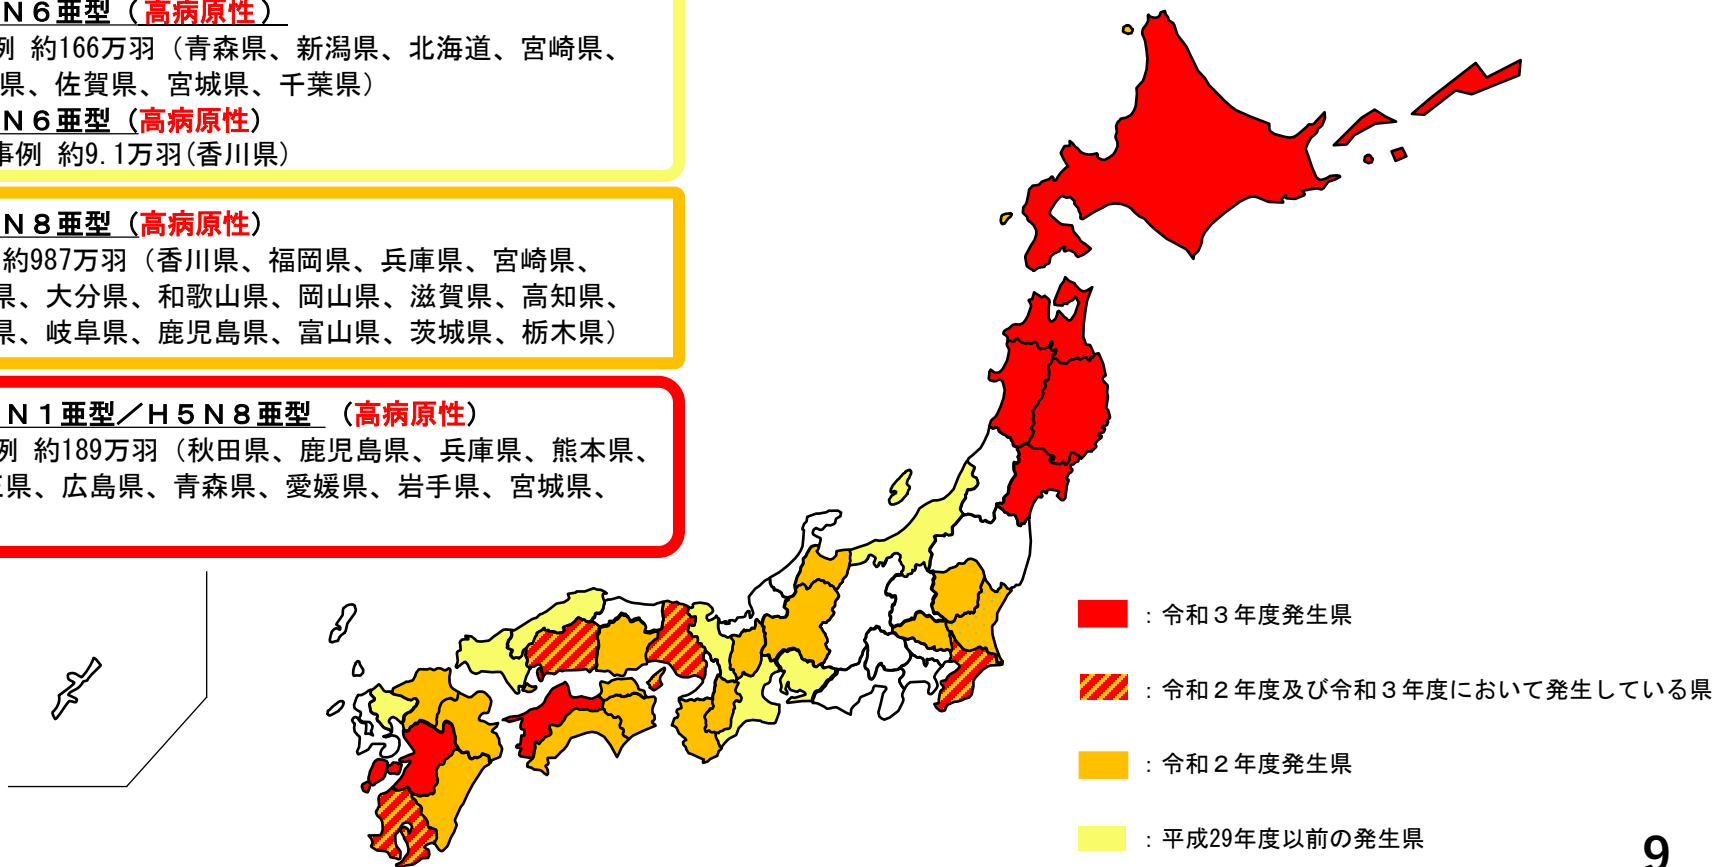 Ｎ６亜型（高病原性）
例 約166万羽（青森県、新潟県、北海道、宮崎県、
県、佐賀県、宮城県、千葉県）
Ｎ６亜型（高病原性）
事例 約9.1万羽(香川県）
Ｎ８亜型（高病原性）
約987万羽（香川県、福岡県、兵庫県、宮崎県、
県、大分県、和歌山県、岡山県、滋賀県、高知県、
県、岐阜県、鹿児島県、富山県、茨城県、栃木県）
Ｎ１亜型／Ｈ５Ｎ８亜型 （高病原性）
例 約189万羽（秋田県、鹿児島県、兵庫県、熊本県、
県、広島県、青森県、愛媛県、岩手県、宮城県、
：令和３年度発生県
：令和２年度及び令和３年度において発生している県
：令和２年度発生県
：平成29年度以前の発生県
9